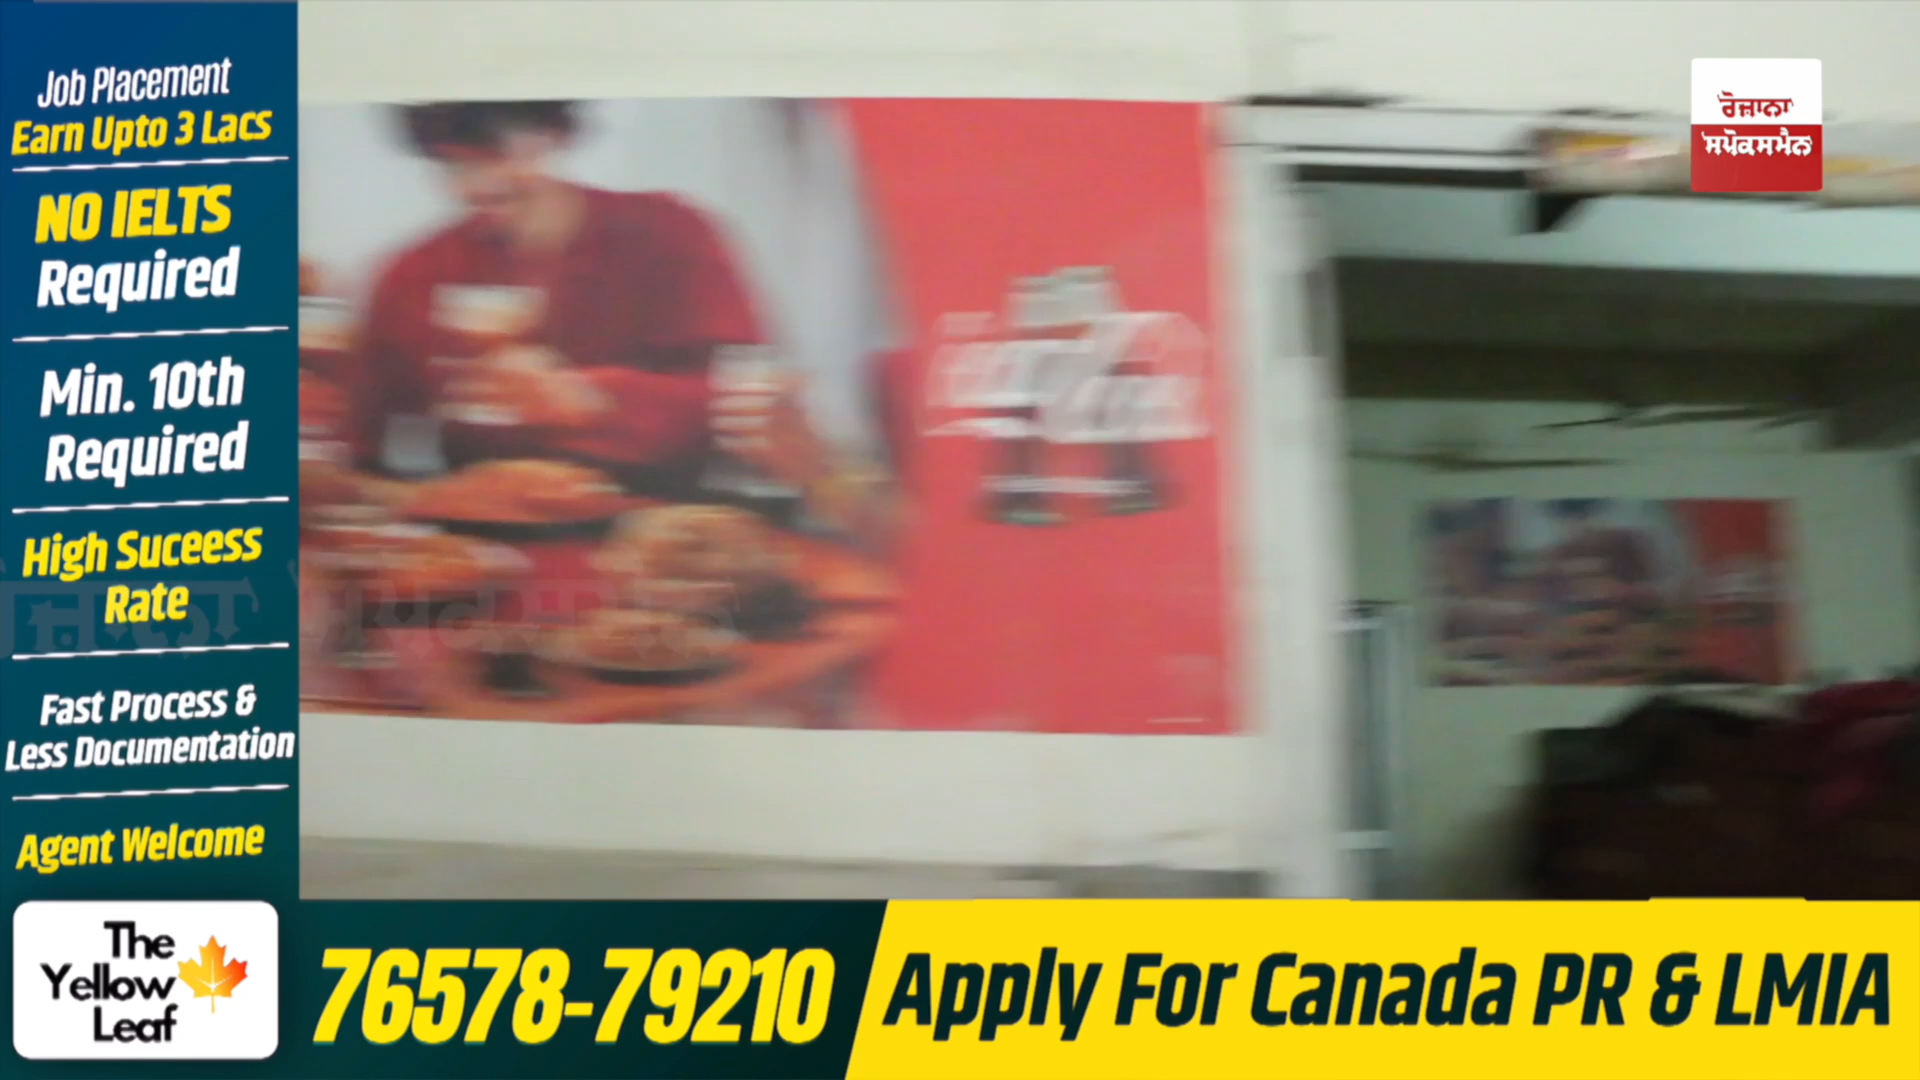 Job Placement
Earn Upto 3 Lacs
NO IELTS
Required
Min. 10th
Required
High Suceess
Rate
Fast Process &
Less Documentation
Agent Welcome
The
Yellow
Leaf
76578-79210
Apply For Canada PR & LMIA
ਰੋਜ਼ਾਨਾ
ਸਪੋਕਸਮੈਨ